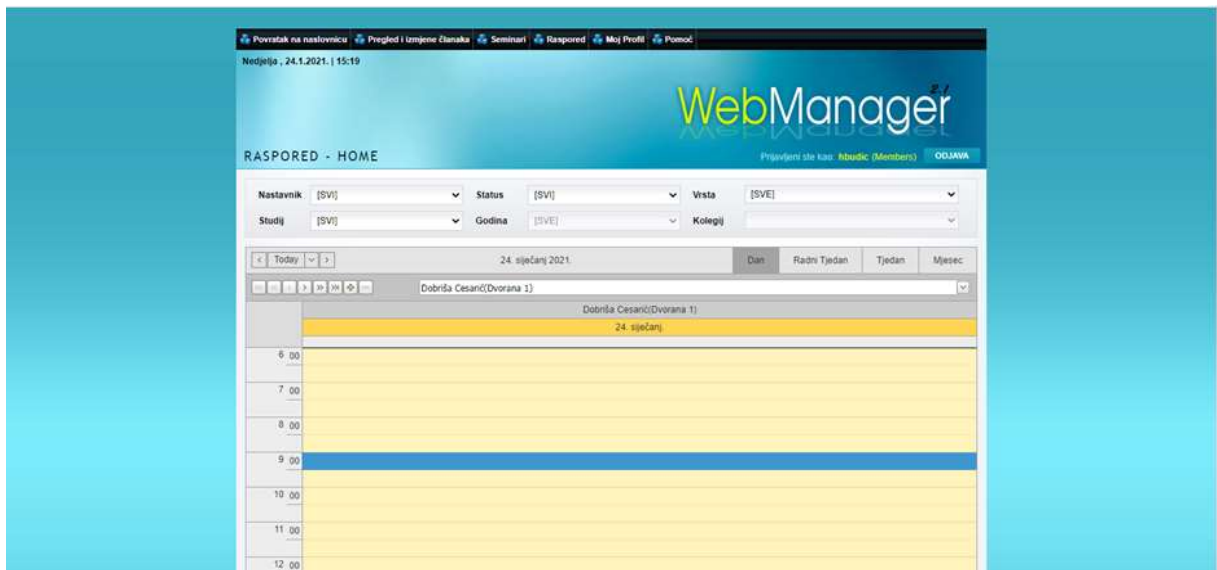 Povratak na naslovnicu Pregled i izmjene članaka Seminari Raspored Moj Profil Pomoć
Nedjelja , 24.1.2021. | 15:19
WebManager 2.1
RASPORED - HOME
Prijavljeni ste kao: hbudic (Members) ODJAVA
Nastavnik [SVI] Status [SVI] Vrsta [SVE]
Studij [SVI] Godina [SVE] Kolegij
Today 24. siječanj 2021. Dan Radni Tjedan Tjedan Mjesec
Dobriša Cesarić(Dvorana 1)
Dobriša Cesarić(Dvorana 1)
24. siječanj.
6 00
7 00
8 00
9 00
10 00
11 00
12 00